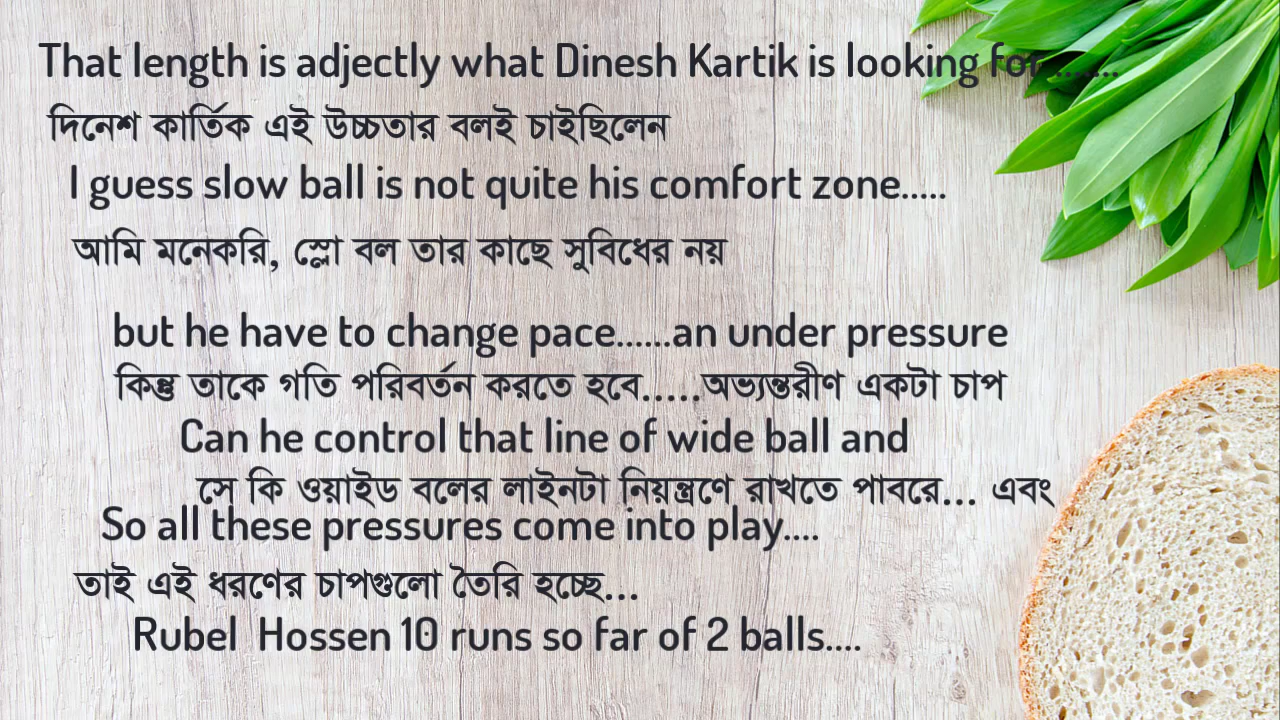 That length is adjectly what Dinesh Kartik is looking for .......
দিনেশ কার্তিক এই উচ্চতার বলই চাইছিলেন
I guess slow ball is not quite his comfort zone.....
আমি মনেকরি, স্লো বল তার কাছে সুবিধের নয়
but he have to change pace......an under pressure
কিন্তু তাকে গতি পরিবর্তন করতে হবে.....অভ্যন্তরীণ একটা চাপ
Can he control that line of wide ball and
সে কি ওয়াইড বলের লাইনটা নিয়ন্ত্রণে রাখতে পাবরে... এবং
So all these pressures come into play....
তাই এই ধরণের চাপগুলো তৈরি হচ্ছে...
Rubel Hossen 10 runs so far of 2 balls....